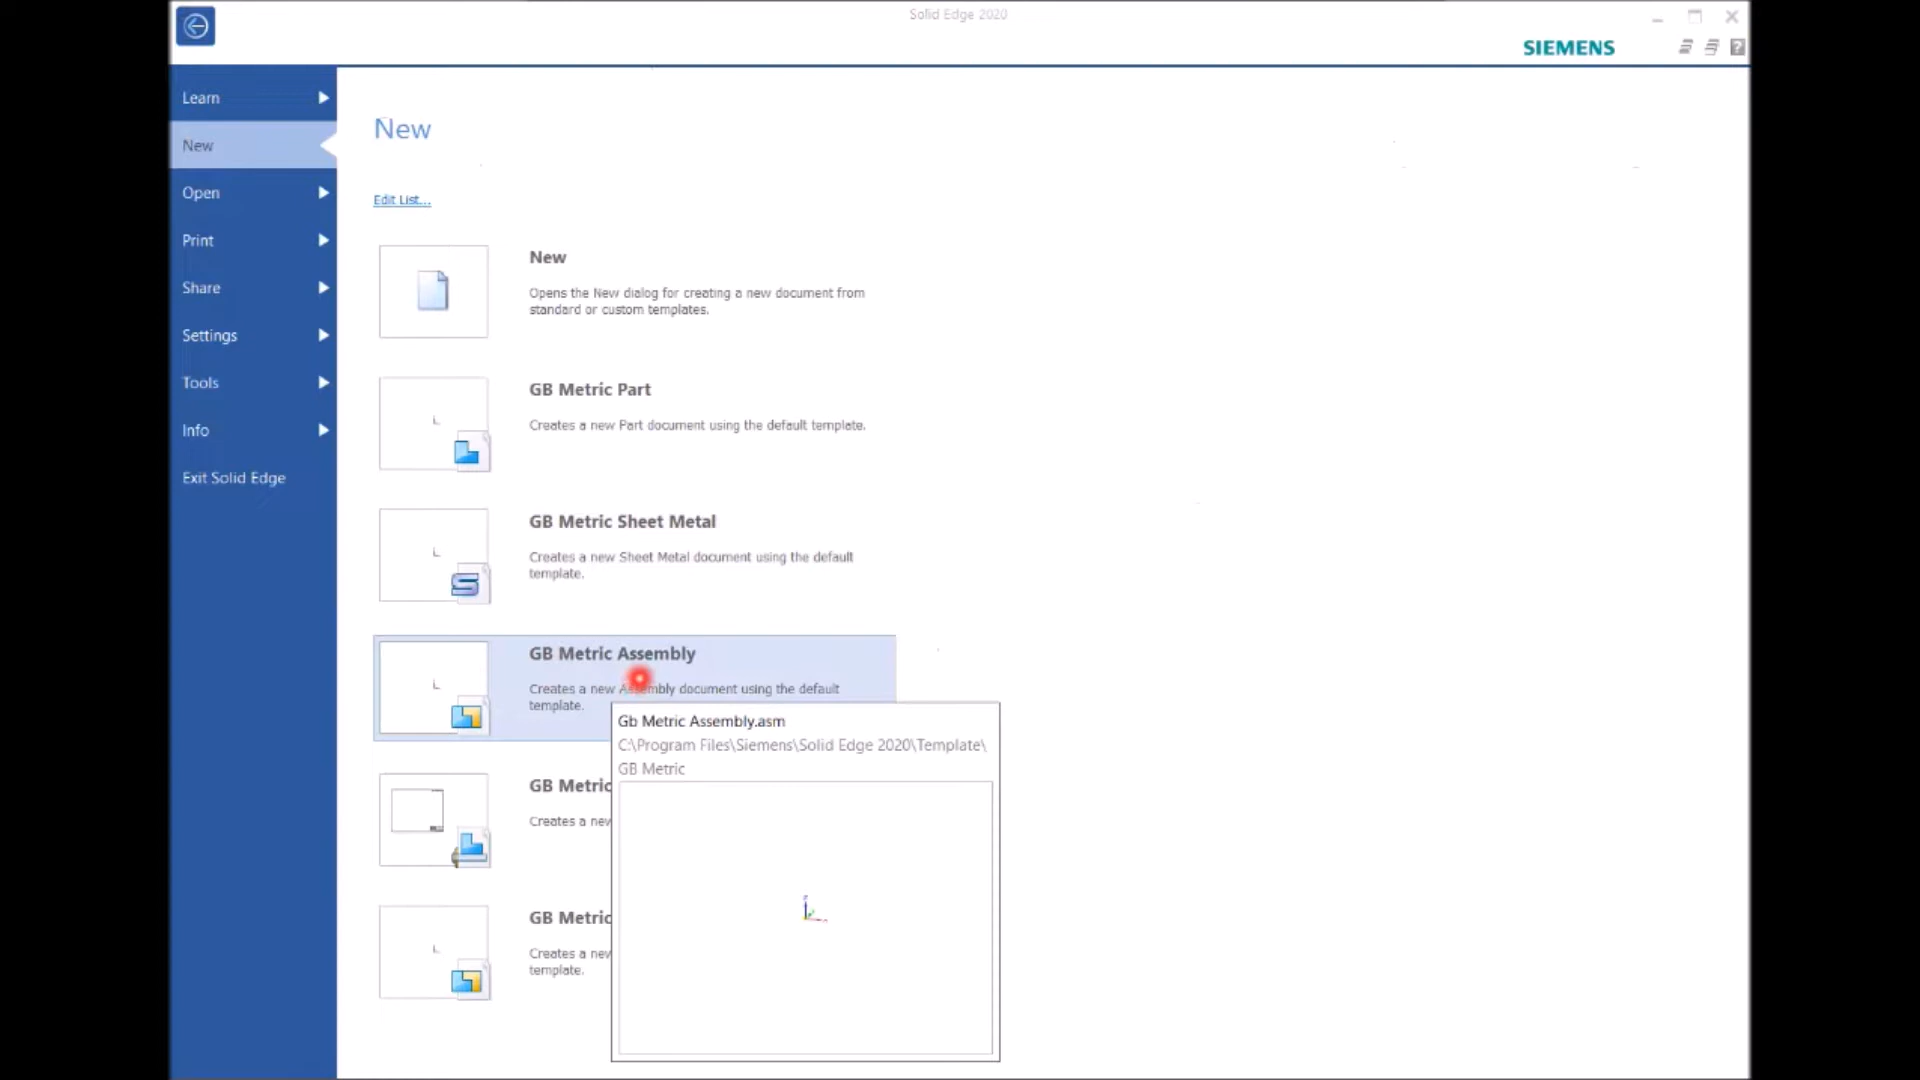 Solid Edge 2020
SIEMENS
Learn
New
Open
Print
Share
Settings
Tools
Info
Exit Solid Edge
New
Edit List...
New
Opens the New dialog for creating a new document from
standard or custom templates.
GB Metric Part
Creates a new Part document using the default template.
GB Metric Sheet Metal
Creates a new Sheet Metal document using the default
template.
GB Metric Assembly
Creates a new Assembly document using the default
template.
Gb Metric Assembly.asm
C:\Program Files\Siemens\Solid Edge 2020\Template\
GB Metric
GB Metric
Creates a new
GB Metric
Creates a new
template.